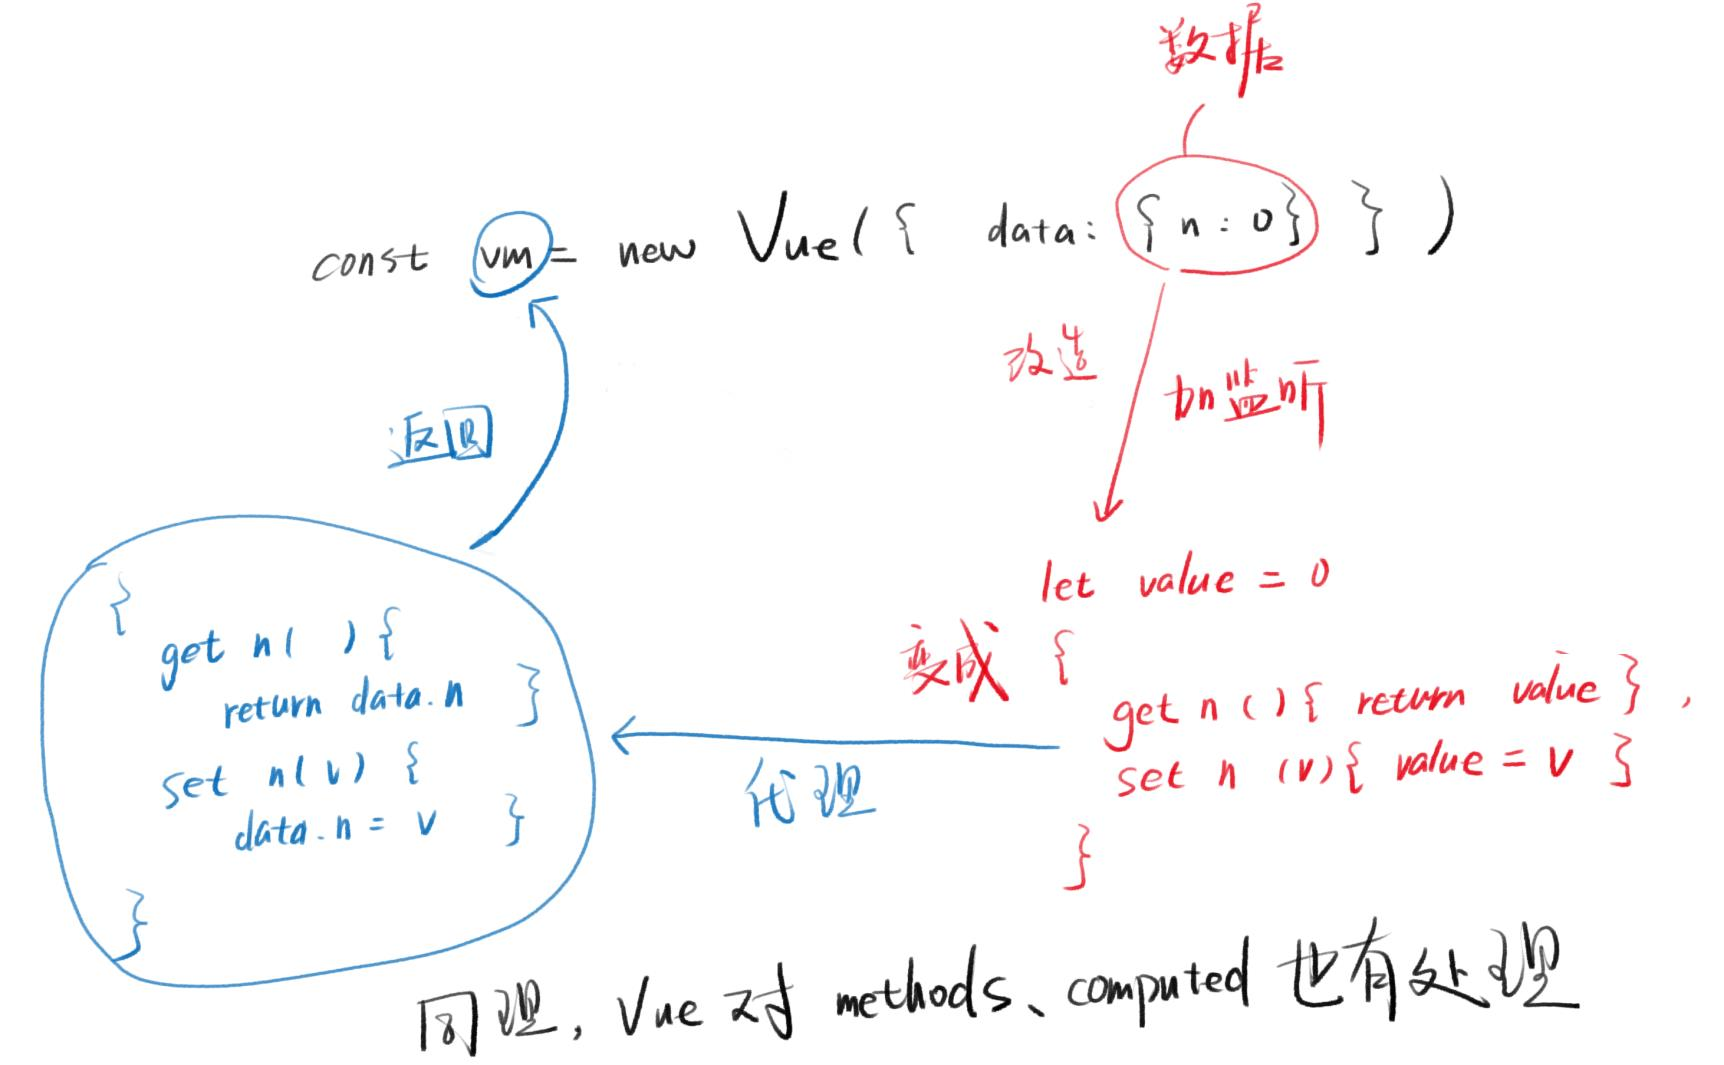 数据
const vm = new Vue({ data: {n:0} })
改造
加监听
返回
let value = 0
变成
{
get n(){ return value },
set n(v){ value = v }
}
代理
{
get n( ){
return data.n }
set n(v) {
data.n = v }
}
同理, Vue 对 methods、computed 也有处理